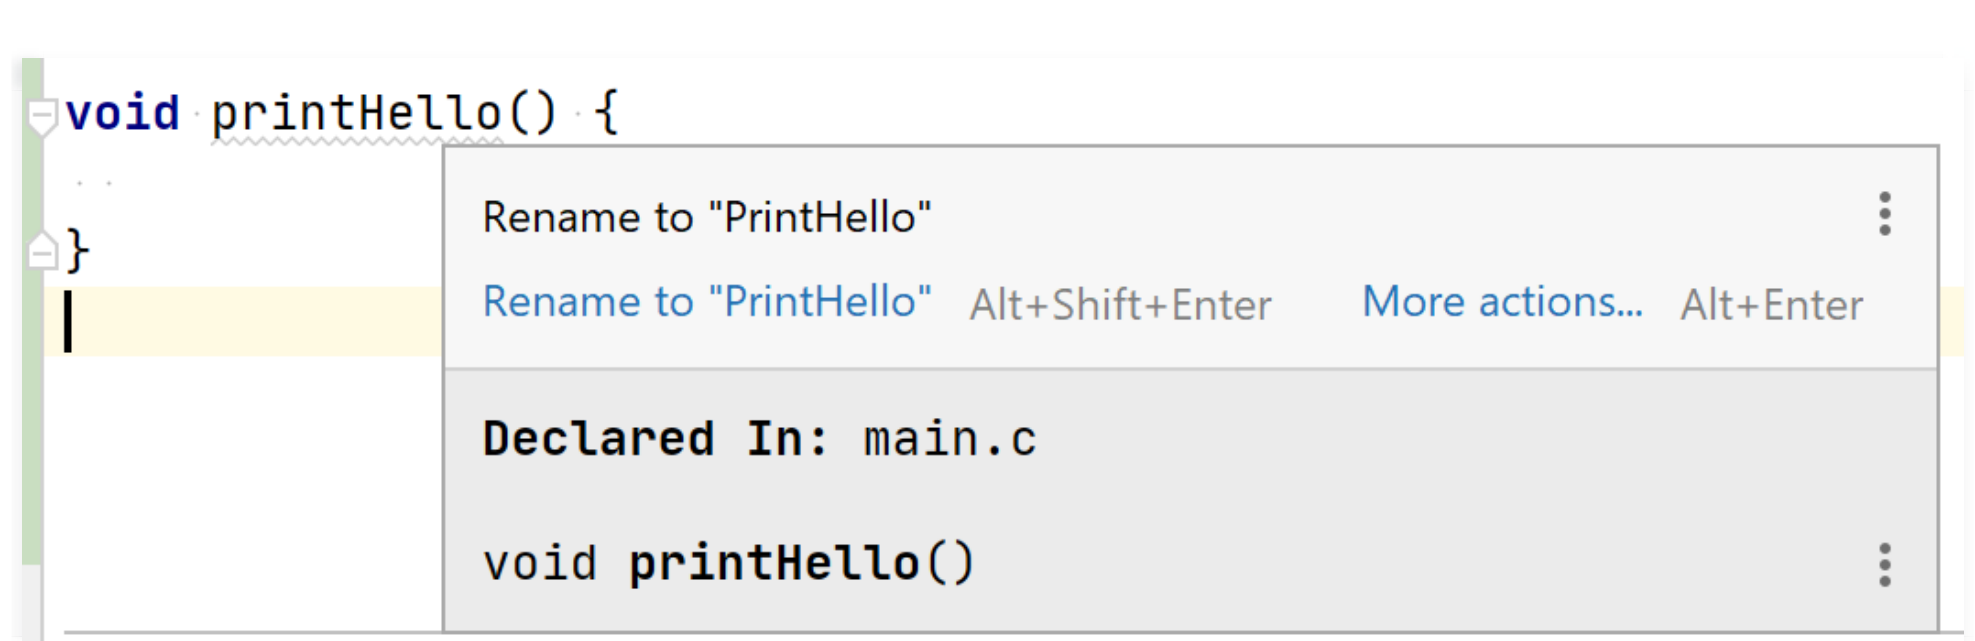 void printHello() {
}
Rename to "PrintHello"
Rename to "PrintHello" Alt+Shift+Enter More actions... Alt+Enter
Declared In: main.c
void printHello()